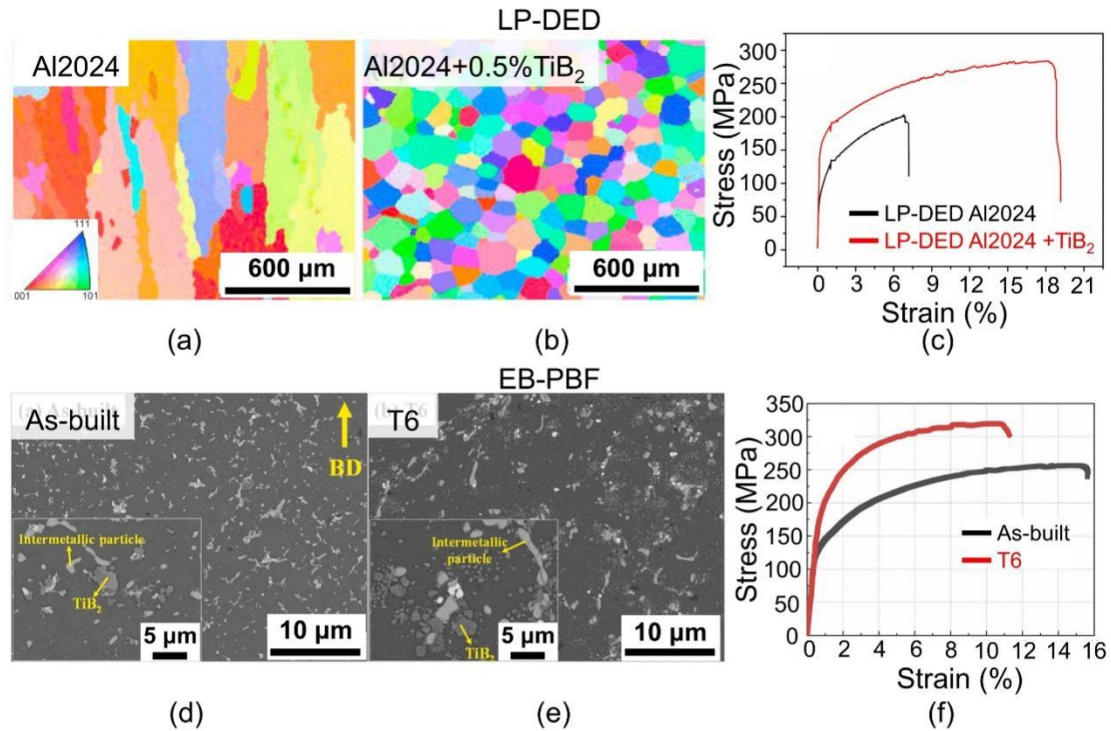 LP-DED
Al2024
111
001
101
600 µm
(a)
Al2024+0.5%TiB₂
600 µm
(b)
Stress (MPa)
300
250
200
150
100
50
0
LP-DED Al2024
LP-DED Al2024 +TiB₂
0 3 6 9 12 15 18 21
Strain (%)
(c)
EB-PBF
(a) As-built
As-built
BD
Intermetallic particle
TiB₂
5 µm
10 µm
(d)
(b) T6
T6
Intermetallic
particle
TiB₂
5 µm
10 µm
(e)
Stress (MPa)
350
300
250
200
150
100
50
0
As-built
T6
0 2 4 6 8 10 12 14 16
Strain (%)
(f)